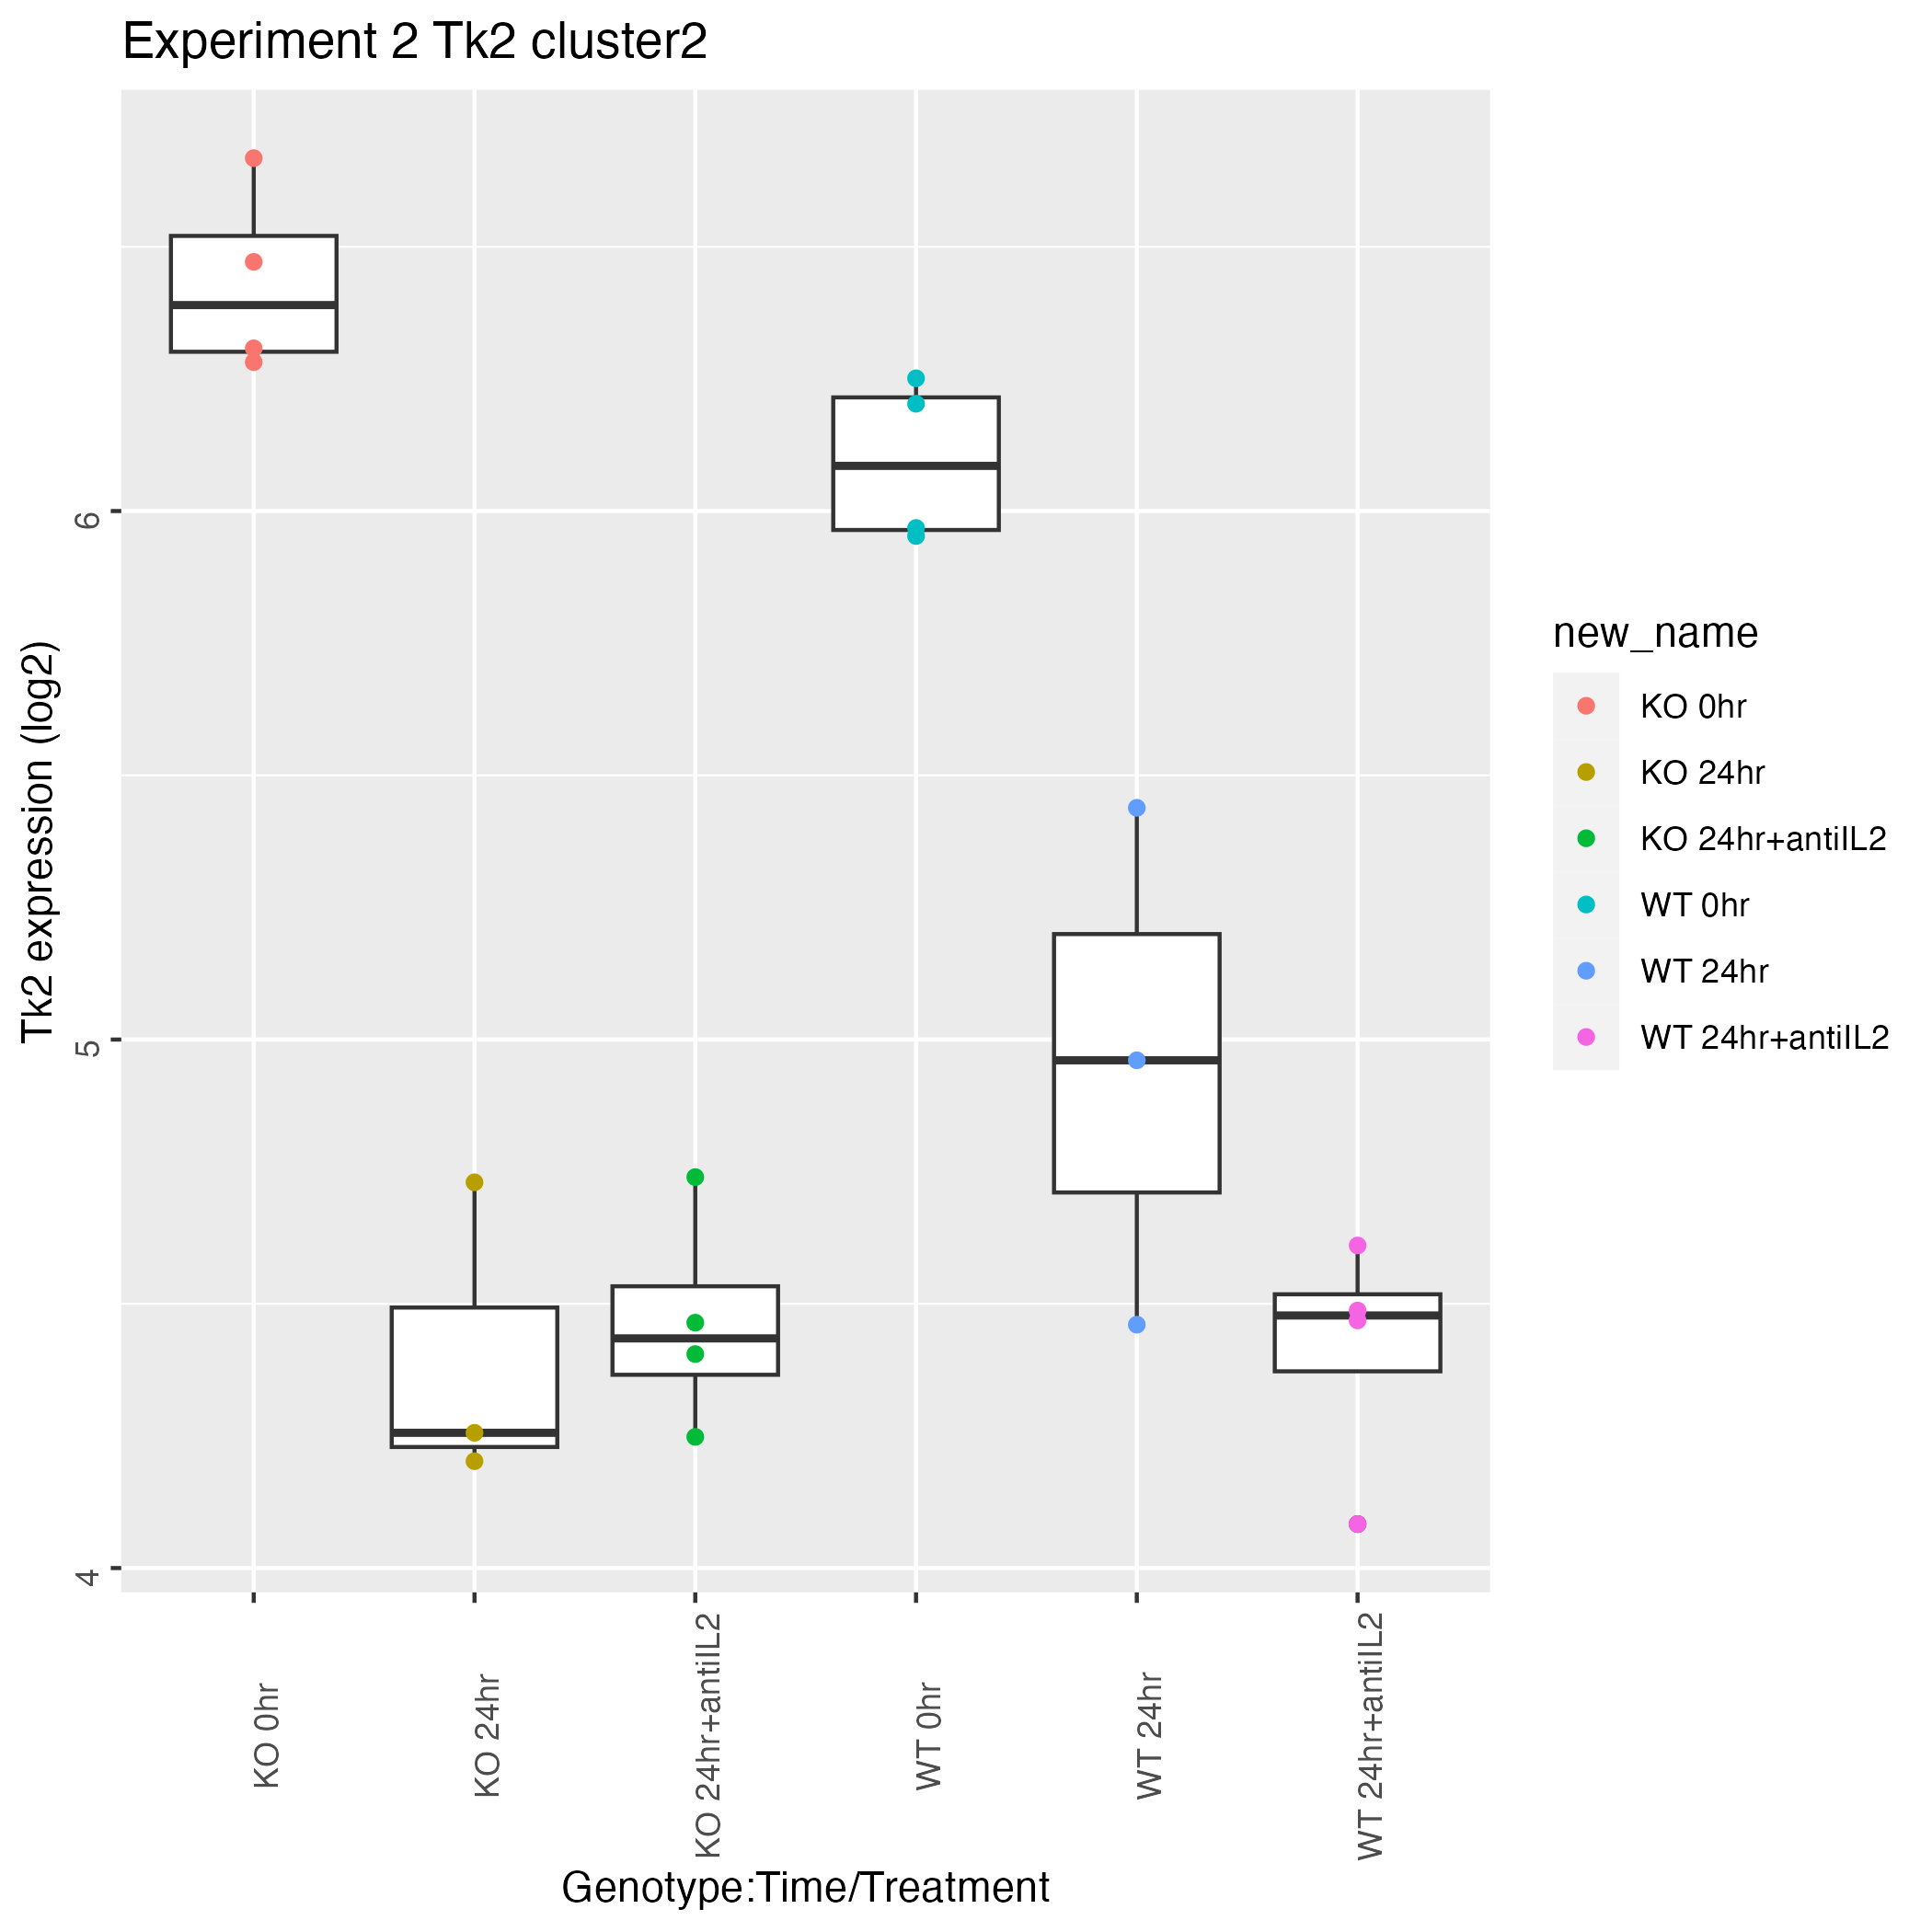 Experiment 2 Tk2 cluster2
Tk2 expression (log2)
6
5
4
KO 0hr
KO 24hr
KO 24hr+antiIL2
WT 0hr
WT 24hr
WT 24hr+antiIL2
Genotype:Time/Treatment
new_name
KO 0hr
KO 24hr
KO 24hr+antiIL2
WT 0hr
WT 24hr
WT 24hr+antiIL2